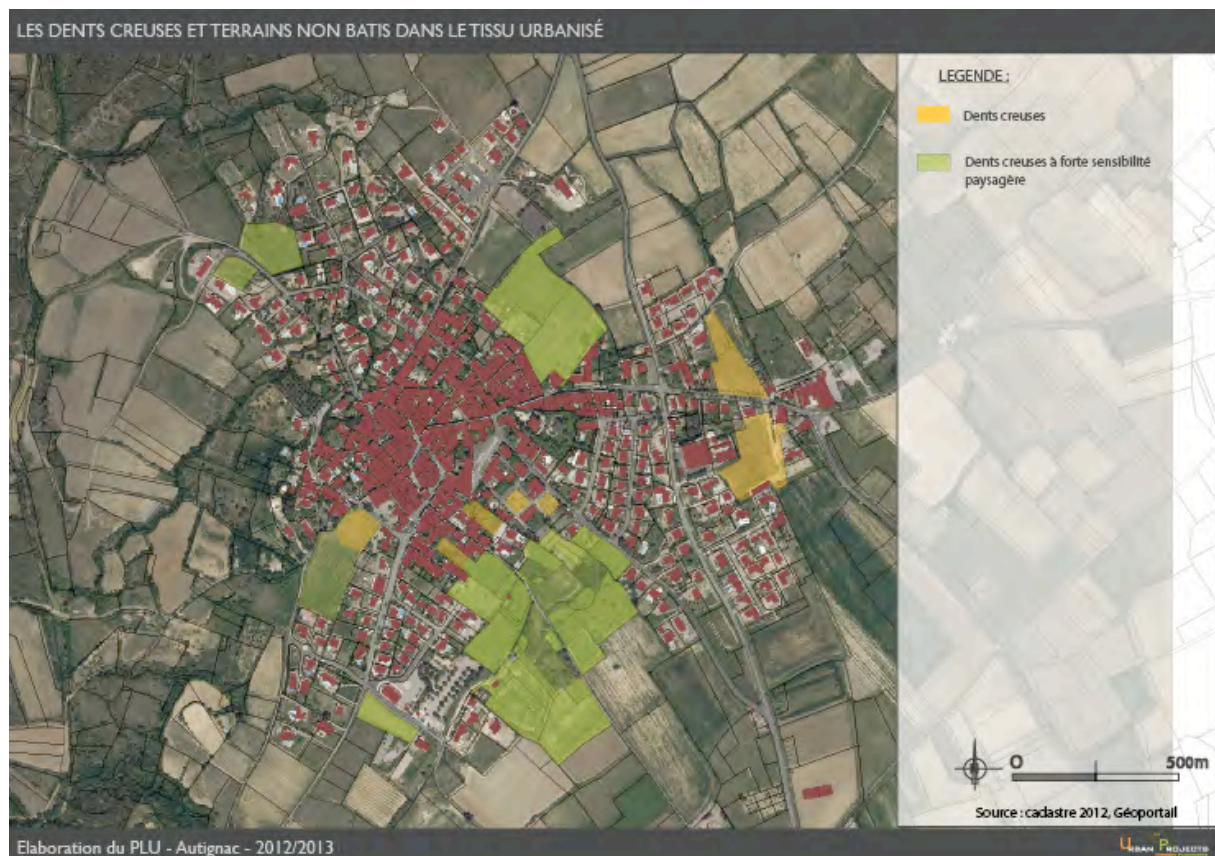 LES DENTS CREUSES ET TERRAINS NON BATIS DANS LE TISSU URBANISÉ
LEGENDE :
Dents creuses
Dents creuses à forte sensibilité
paysagère
0 500m
Source : cadastre 2012, Géoportail
Elaboration du PLU - Autignac - 2012/2013
URBAN PROJECTS